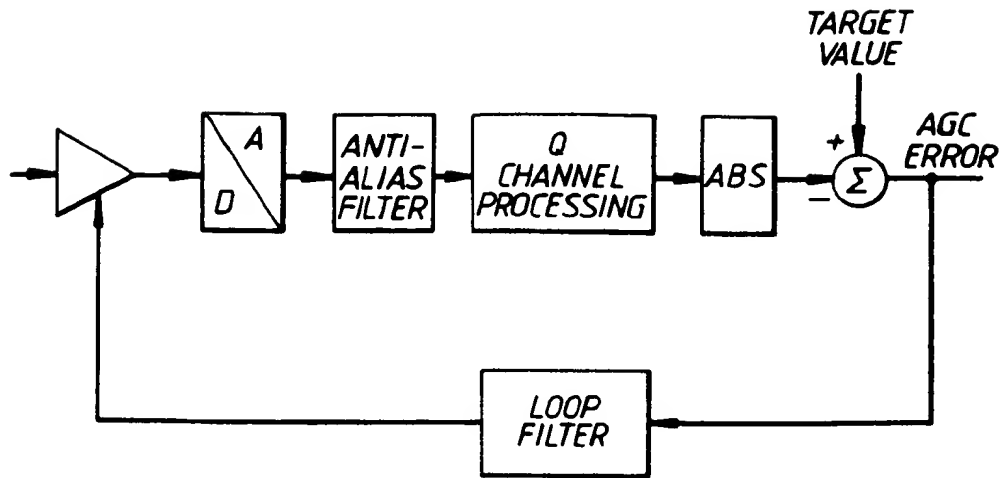 TARGET
VALUE
A
D
ANTI-
ALIAS
FILTER
Q
CHANNEL
PROCESSING
ABS
+
−
Σ
AGC
ERROR
LOOP
FILTER